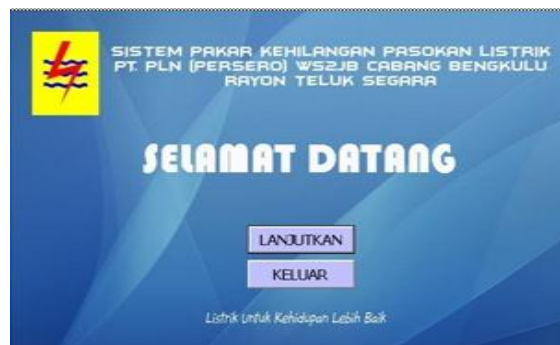 SISTEM PAKAR KEHILANGAN PASOKAN LISTRIK
PT. PLN (PERSERO) WS2JB CABANG BENGKULU
RAYON TELUK SEGARA
SELAMAT DATANG
LANJUTKAN
KELUAR
Listrik Untuk Kehidupan Lebih Baik